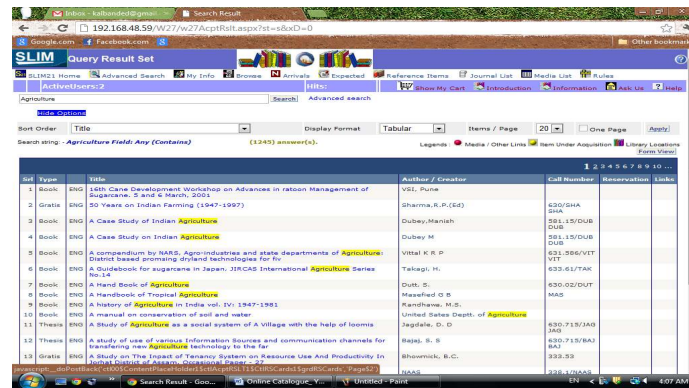 Inbox - kalbanded@gmai
Search Result
192.168.48.59/W27/w27AcptRslt.aspx?st=s&xD=0
Google.com Facebook.com
Other bookmark
SLIM Query Result Set
SLIM21 Home Advanced Search My Info Browse New Arrivals Expected Reference Items Journal List Media List Rules
ActiveUsers:2 Hits: Show My Cart Introduction Information Ask Us Help
Agriculture Search Advanced search
Hide Options
Sort Order Title Display Format Tabular Items / Page 20 One Page Apply
Search string: - Agriculture Field: Any (Contains) (1245) answer(s). Legends: Media / Other Links Item Under Acquisition Library Locations
Form View
1 2 3 4 5 6 7 8 9 10 ...
Srl Type Title Author / Creator Call Number Reservation Links
1 Book ENG 16th Cane Development Workshop on Advances in ratoon Management of VSI, Pune
Sugarcane. 5 and 6 March, 2001
2 Gratis ENG 50 Years on Indian Farming (1947-1997) Sharma,R.P.(Ed) 620/SHA
SHA
3 Book ENG A Case Study of Indian Agriculture Dubey,Manish 581.15/DUB
DUB
4 Book ENG A Case Study on Indian Agriculture Dubey M 581.15/DUB
DUB
5 Book ENG A compendium by NARS, Agro-industries and state departments of Agriculture: Vittal K R P 631.586/VIT
District based promising dryland technologies for fiv VIT
6 Book ENG A Guidebook for sugarcane in Japan. JIRCAS International Agriculture Series Takagi, H. 633.61/TAK
No.14
7 Book ENG A Hand Book of Agriculture Dutt. S. 630.02/DUT
8 Book ENG A Handbook of Tropical Agriculture Masefied G B MAS
9 Book ENG A history of Agriculture in India vol. IV: 1947-1981 Randhawa, M.S.
10 Book ENG A manual on conservation of soil and water United Sates Deptt. of Agriculture
11 Thesis ENG A Study of Agriculture as a social system of A Village with the help of loomis Jagdale, D. D 630.715/JAG
JAG
12 Thesis ENG A study of use of various Information Sources and communication channels for Bajaj, S. S 630.715/BAJ
transfering new Agriculture technology to the far BAJ
13 Gratis ENG A Study on The Impact of Tenancy System on Resource Use And Productivity In Bhowmick, B.C. 333.53
Jorhat District of Assam. Occasional Paper - 27
javascript:__doPostBack('ctl00$ContentPlaceHolder1$ctlAcptRSLT1$CtlRSCards1$grdRSCards','Page$2') NAAS 338.1/NAAS
Search Result - Goo... Online Catalogue_ Y... Untitled - Paint EN 4:07 AM